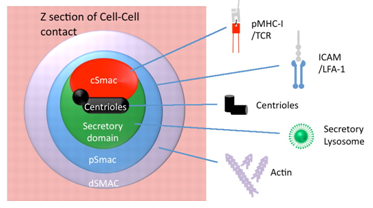 Z section of Cell-Cell
contact
cSmac
Centrioles
Secretory
domain
pSmac
dSMAC
pMHC-I
/TCR
ICAM
/LFA-1
Centrioles
Secretory
Lysosome
Actin